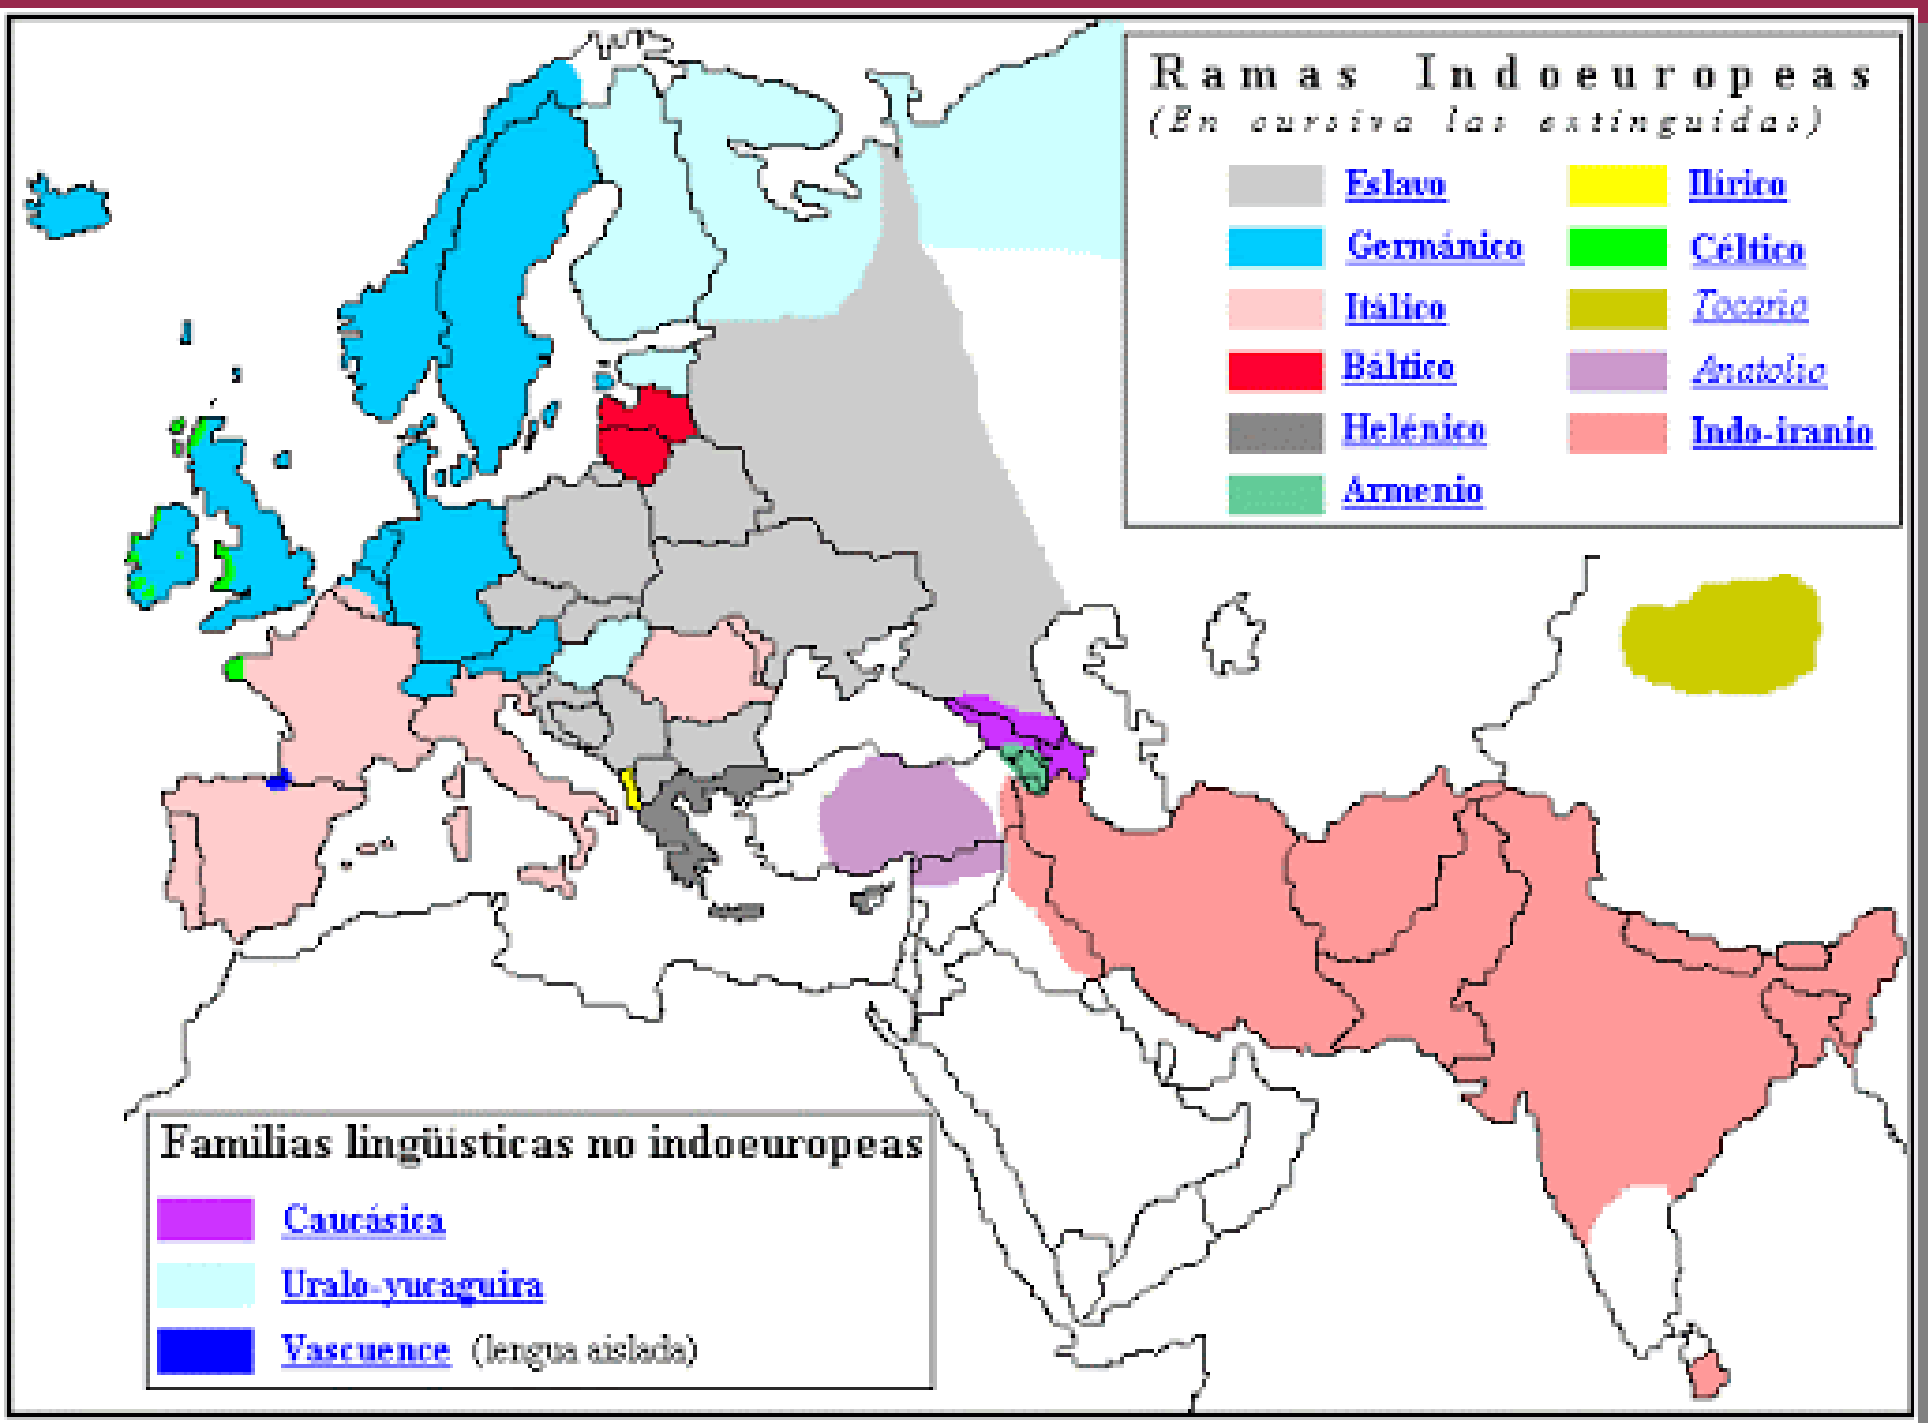 Ramas Indoeuropeas
(En cursiva las extinguidas)
Eslavo
Ilírico
Germánico
Céltico
Itálico
Tocario
Báltico
Anatolio
Helénico
Indo-iranio
Armenio
Familias lingüísticas no indoeuropeas
Caucásica
Uralo-yucaguira
Vascuence (lengua aislada)